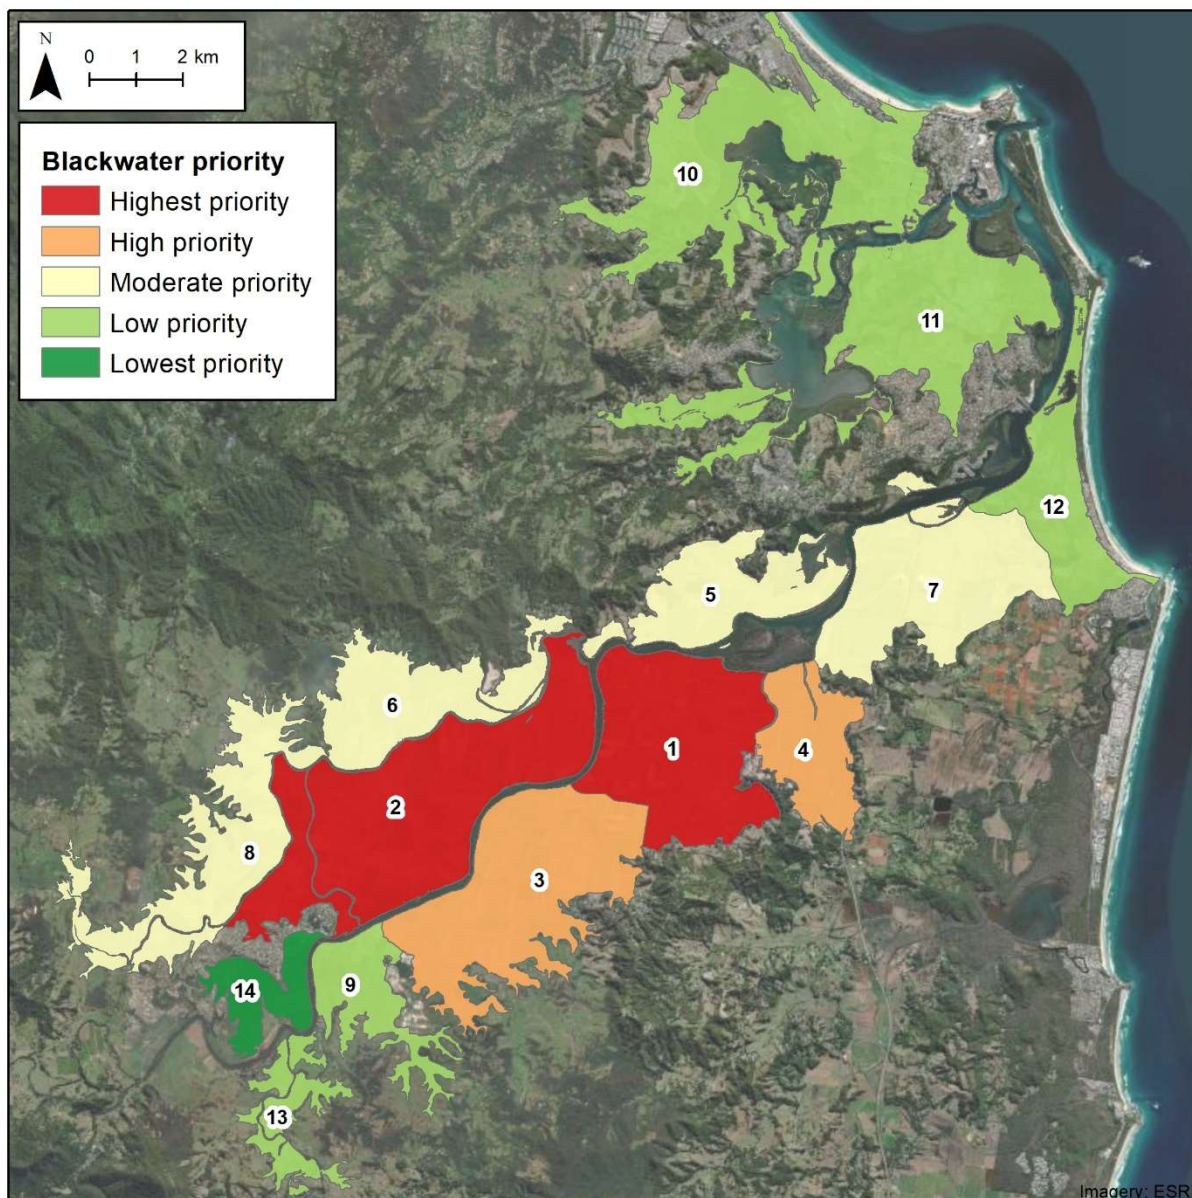 N
0 1 2 km
Blackwater priority
Highest priority
High priority
Moderate priority
Low priority
Lowest priority
10
11
12
5
7
6
1
4
2
8
3
14
9
13
Imagery: ESR